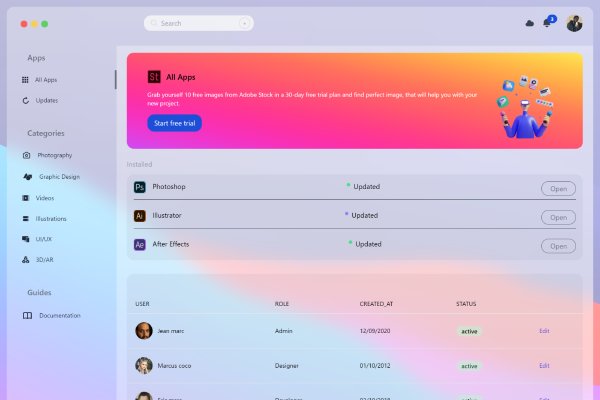 Search
3
Apps
All Apps
Updates
Categories
Photography
Graphic Design
Videos
Illustrations
UI/UX
3D/AR
Guides
Documentation
St All Apps
Grab yourself 10 free images from Adobe Stock in a 30-day free trial plan and find perfect image, that will help you with your
new project.
Start free trial
Installed
Ps Photoshop Updated Open
Ai Illustrator Updated Open
Ae After Effects Updated Open
USER ROLE CREATED_AT STATUS
Jean marc Admin 12/09/2020 active Edit
Marcus coco Designer 01/10/2012 active Edit
active Edit